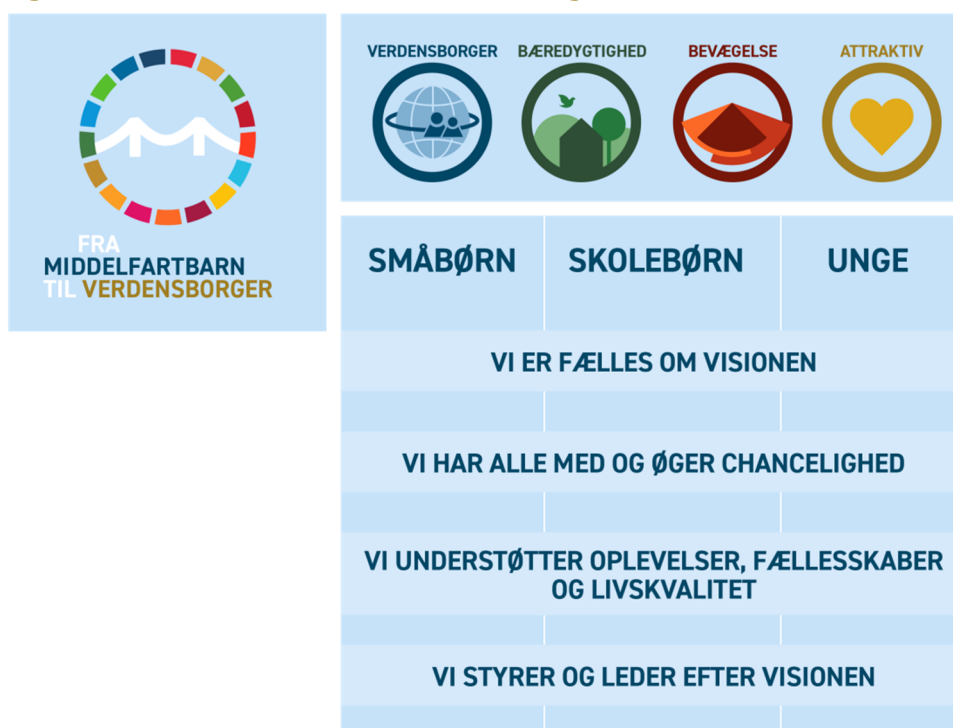 FRA
MIDDELFARTBARN
TIL VERDENSBORGER
VERDENSBORGER
BÆREDYGTIGHED
BEVÆGELSE
ATTRAKTIV
SMÅBØRN
SKOLEBØRN
UNGE
VI ER FÆLLES OM VISIONEN
VI HAR ALLE MED OG ØGER CHANCELIGHED
VI UNDERSTØTTER OPLEVELSER, FÆLLESSKABER
OG LIVSKVALITET
VI STYRER OG LEDER EFTER VISIONEN